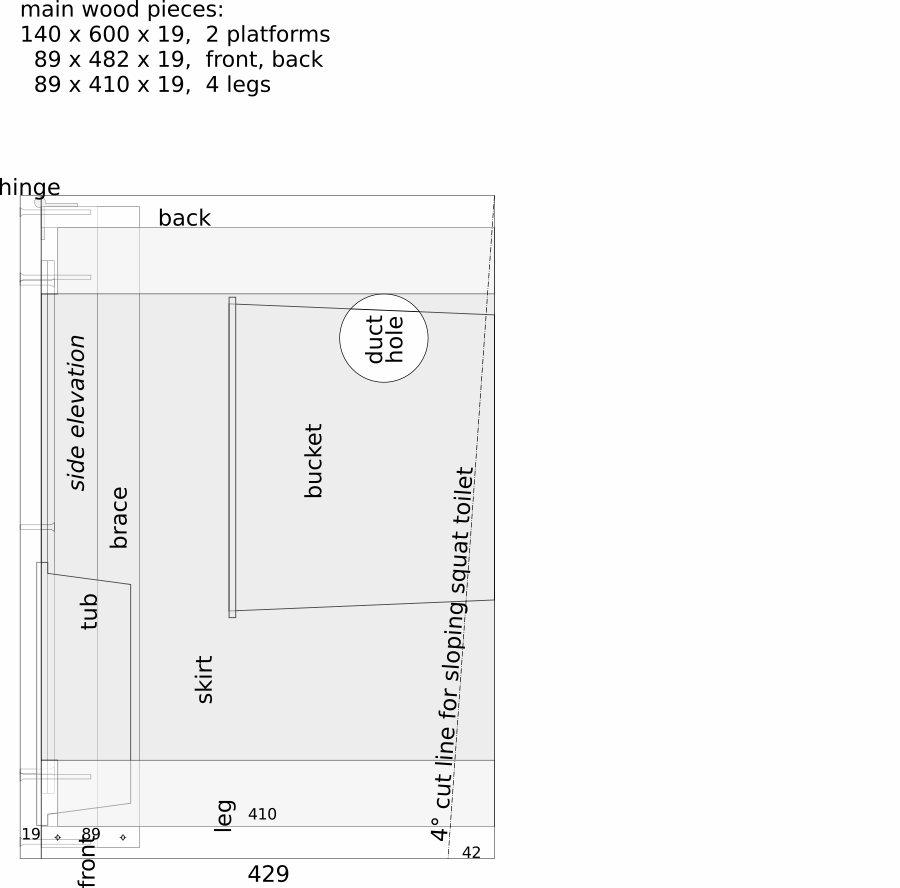 main wood pieces:
140 x 600 x 19,  2 platforms
89 x 482 x 19,  front, back
89 x 410 x 19,  4 legs
hinge
back
duct
hole
side elevation
bucket
brace
4° cut line for sloping squat toilet
tub
skirt
leg
410
19
89
front
42
429